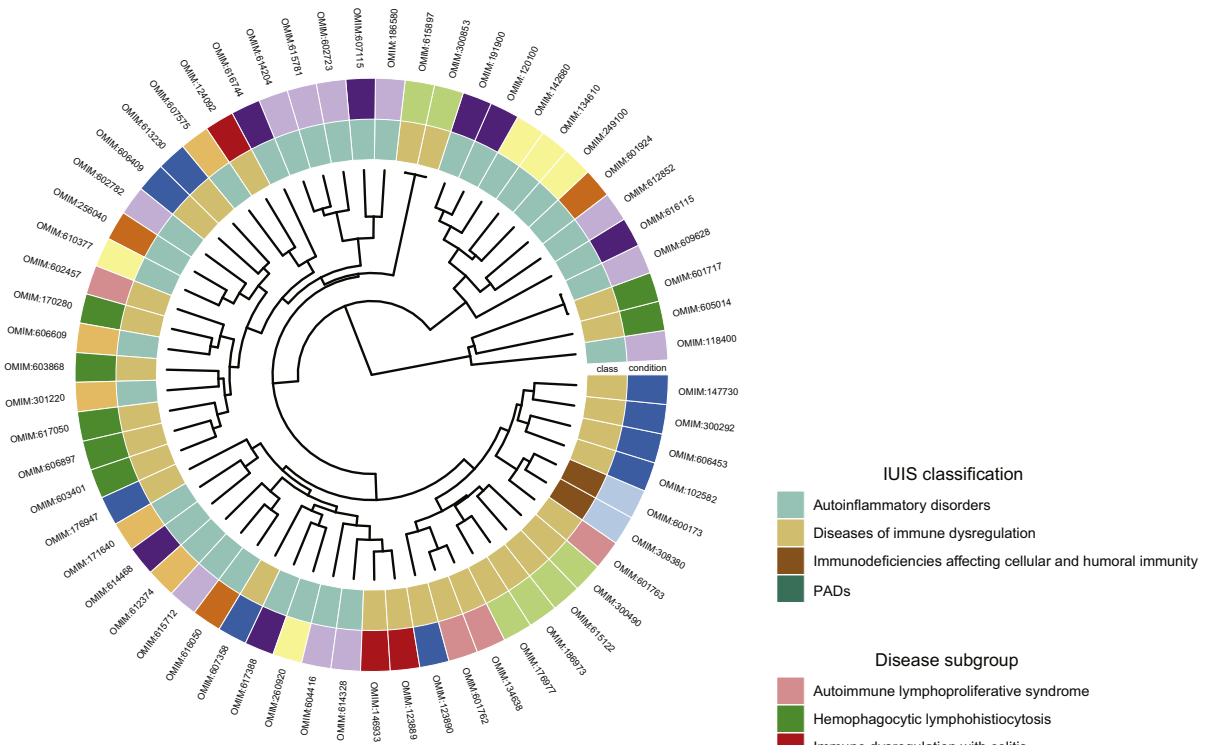 OMIM:607115
OMIM:186580
OMIM:615897
OMIM:300853
OMIM:191900
OMIM:120100
OMIM:142680
OMIM:134610
OMIM:249100
OMIM:601924
OMIM:612852
OMIM:616115
OMIM:609628
OMIM:601717
OMIM:605014
OMIM:118400
class condition
OMIM:147730
OMIM:300292
OMIM:606453
OMIM:102582
OMIM:600173
OMIM:308380
OMIM:601763
OMIM:300490
OMIM:615122
OMIM:186973
OMIM:176977
OMIM:134638
OMIM:601762
OMIM:123890
OMIM:123889
OMIM:146933
OMIM:614328
OMIM:604416
OMIM:260920
OMIM:617388
OMIM:607358
OMIM:616050
OMIM:615712
OMIM:612374
OMIM:614468
OMIM:171640
OMIM:176947
OMIM:603401
OMIM:606897
OMIM:617050
OMIM:301220
OMIM:603868
OMIM:606609
OMIM:170280
OMIM:602457
OMIM:610377
OMIM:256040
OMIM:602782
OMIM:606409
OMIM:613230
OMIM:607575
OMIM:124092
OMIM:616744
OMIM:614204
OMIM:615781
OMIM:602723
IUIS classification
Autoinflammatory disorders
Diseases of immune dysregulation
Immunodeficiencies affecting cellular and humoral immunity
PADs
Disease subgroup
Autoimmune lymphoproliferative syndrome
Hemophagocytic lymphohistiocytosis
Immune dysregulation with colitis